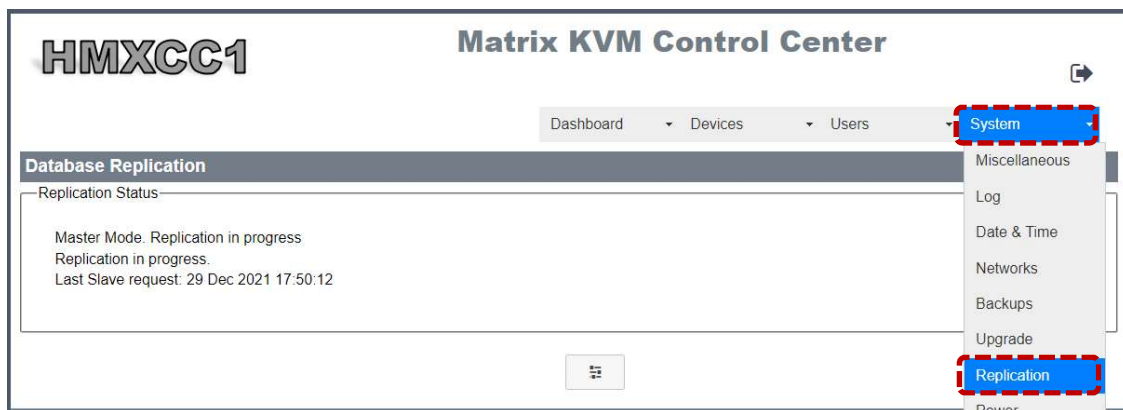 HMXCC1
Matrix KVM Control Center
Dashboard Devices Users System
Database Replication
Replication Status
Master Mode. Replication in progress
Replication in progress.
Last Slave request: 29 Dec 2021 17:50:12
Miscellaneous
Log
Date & Time
Networks
Backups
Upgrade
Replication
Power